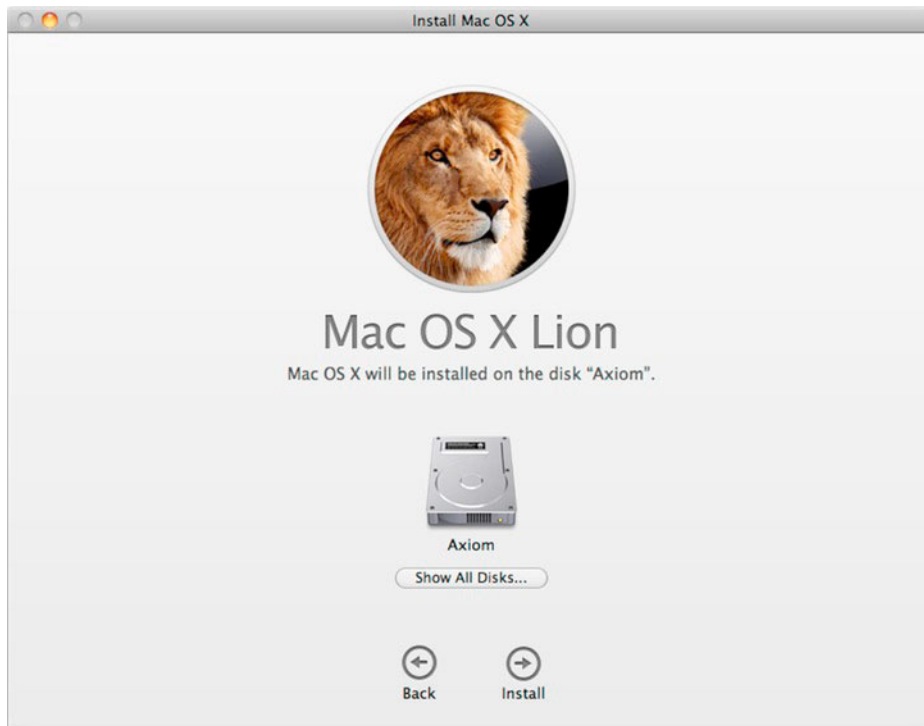 Install Mac OS X
Mac OS X Lion
Mac OS X will be installed on the disk “Axiom”.
Axiom
Show All Disks...
Back Install